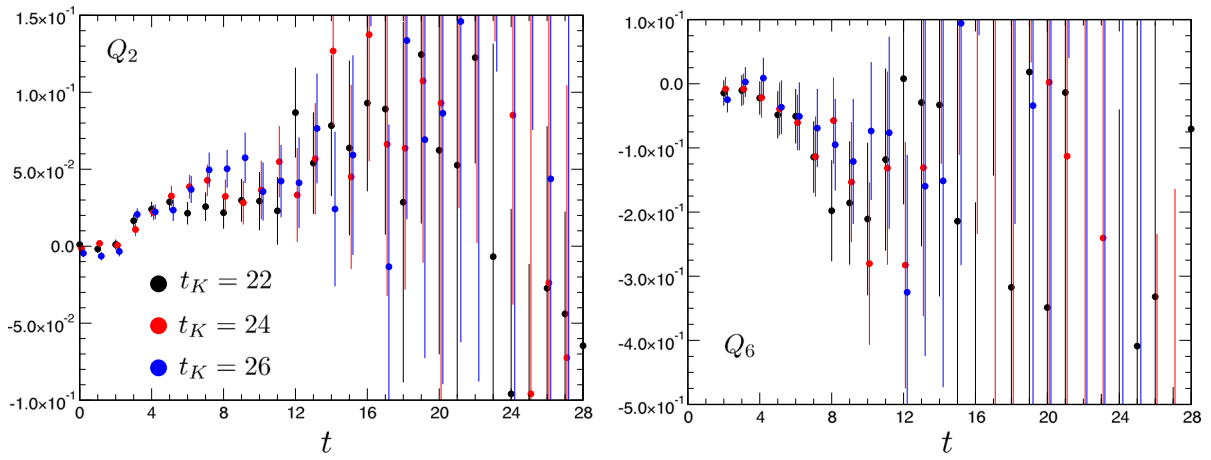 1.5×10⁻¹
Q₂
1.0×10⁻¹
5.0×10⁻²
0.0
-5.0×10⁻²
-1.0×10⁻¹
t_K = 22
t_K = 24
t_K = 26
0 4 8 12 16 20 24 28
t
1.0×10⁻¹
0.0
-1.0×10⁻¹
-2.0×10⁻¹
-3.0×10⁻¹
-4.0×10⁻¹
-5.0×10⁻¹
Q₆
0 4 8 12 16 20 24 28
t